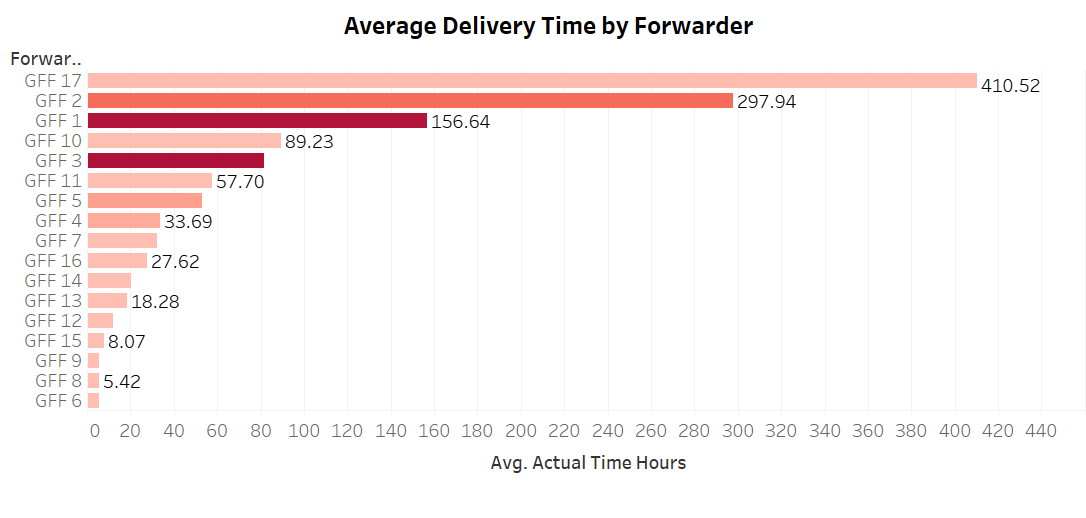 Average Delivery Time by Forwarder
Forwar..
GFF 17 410.52
GFF 2 297.94
GFF 1 156.64
GFF 10 89.23
GFF 3
GFF 11 57.70
GFF 5
GFF 4 33.69
GFF 7
GFF 16 27.62
GFF 14
GFF 13 18.28
GFF 12
GFF 15 8.07
GFF 9
GFF 8 5.42
GFF 6
0 20 40 60 80 100 120 140 160 180 200 220 240 260 280 300 320 340 360 380 400 420 440
Avg. Actual Time Hours